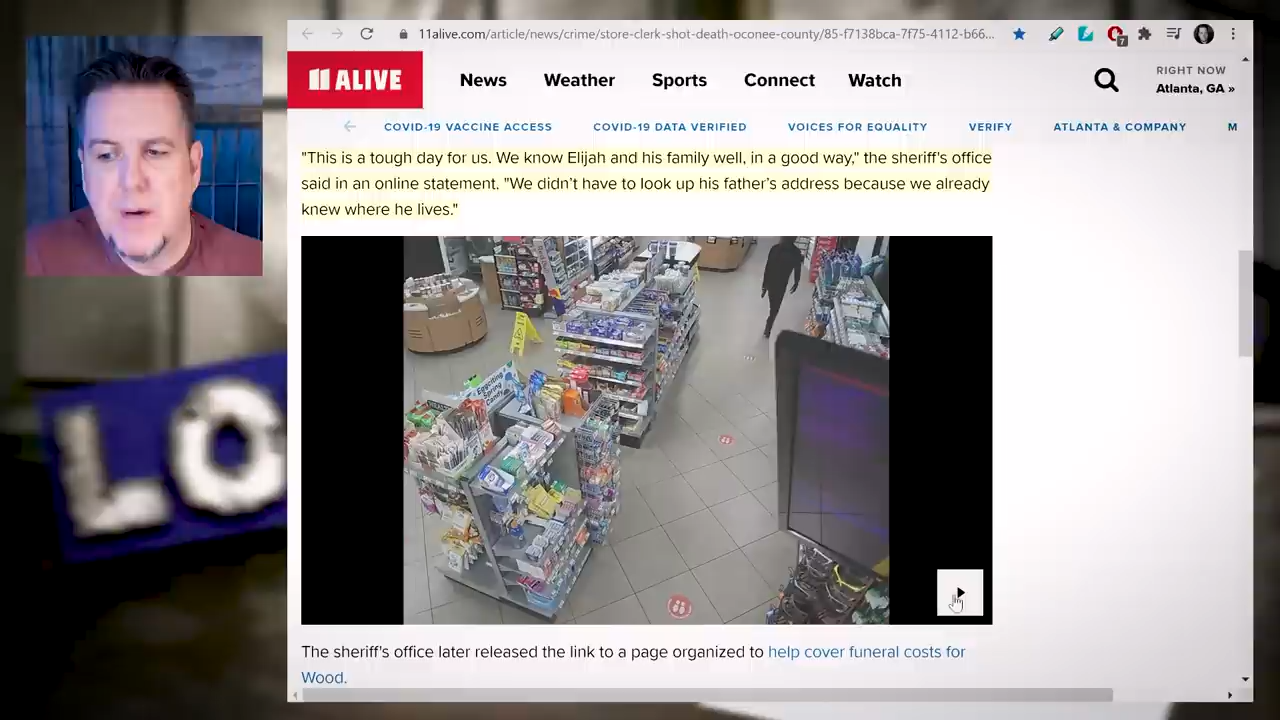 11alive.com/article/news/crime/store-clerk-shot-death-oconee-county/85-f7138bca-7f75-4112-b66...
7
11 ALIVE
News
Weather
Sports
Connect
Watch
RIGHT NOW
Atlanta, GA »
COVID-19 VACCINE ACCESS
COVID-19 DATA VERIFIED
VOICES FOR EQUALITY
VERIFY
ATLANTA & COMPANY
M
"This is a tough day for us. We know Elijah and his family well, in a good way," the sheriff's office
said in an online statement. "We didn't have to look up his father's address because we already
knew where he lives."
Spring
Candy
LO
The sheriff's office later released the link to a page organized to help cover funeral costs for
Wood.